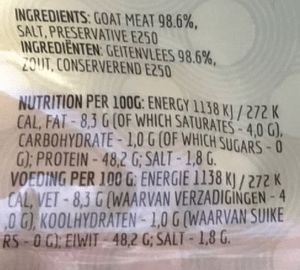 INGREDIENTS: GOAT MEAT 98.6%,
SALT, PRESERVATIVE E250
INGREDIËNTEN: GEITENVLEES 98.6%,
ZOUT, CONSERVEREND E250
NUTRITION PER 100G: ENERGY 1138 KJ / 272 K
CAL, FAT - 8,3 G (OF WHICH SATURATES - 4,0 G),
CARBOHYDRATE - 1,0 G (OF WHICH SUGARS - 0
G); PROTEIN - 48,2 G; SALT - 1,8 G.
VOEDING PER 100 G: ENERGIE 1138 KJ / 272 K
CAL, VET - 8,3 G (WAARVAN VERZADIGINGEN - 4
,0 G), KOOLHYDRATEN - 1,0 G (WAARVAN SUIKE
RS - 0 G); EIWIT - 48,2 G; SALT - 1,8 G.